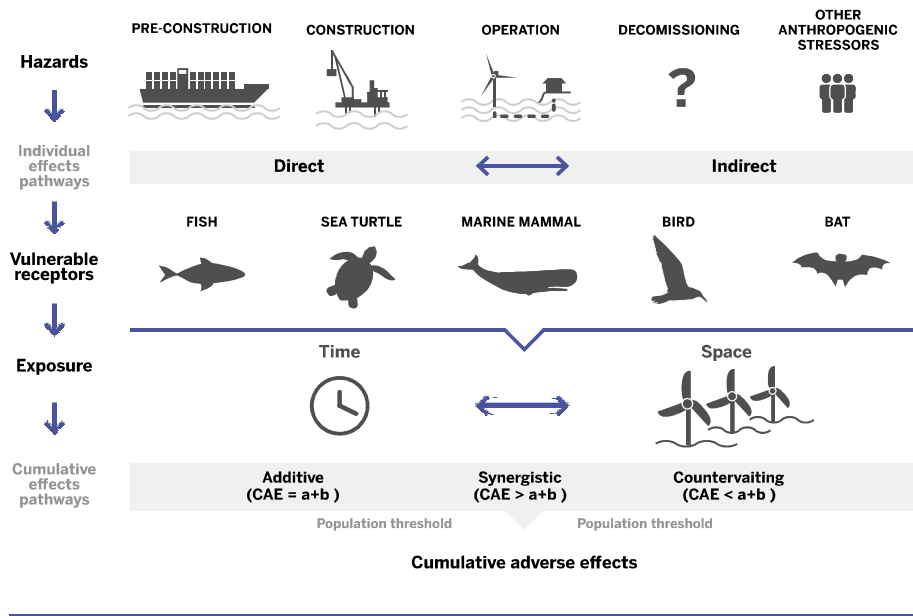 PRE-CONSTRUCTION
CONSTRUCTION
OPERATION
DECOMISSIONING
OTHER
ANTHROPOGENIC
STRESSORS
Hazards
?
Individual
effects
pathways
Direct
Indirect
FISH
SEA TURTLE
MARINE MAMMAL
BIRD
BAT
Vulnerable
receptors
Exposure
Time
Space
Cumulative
effects
pathways
Additive
(CAE = a+b )
Synergistic
(CAE > a+b )
Countervaiting
(CAE < a+b )
Population threshold
Population threshold
Cumulative adverse effects